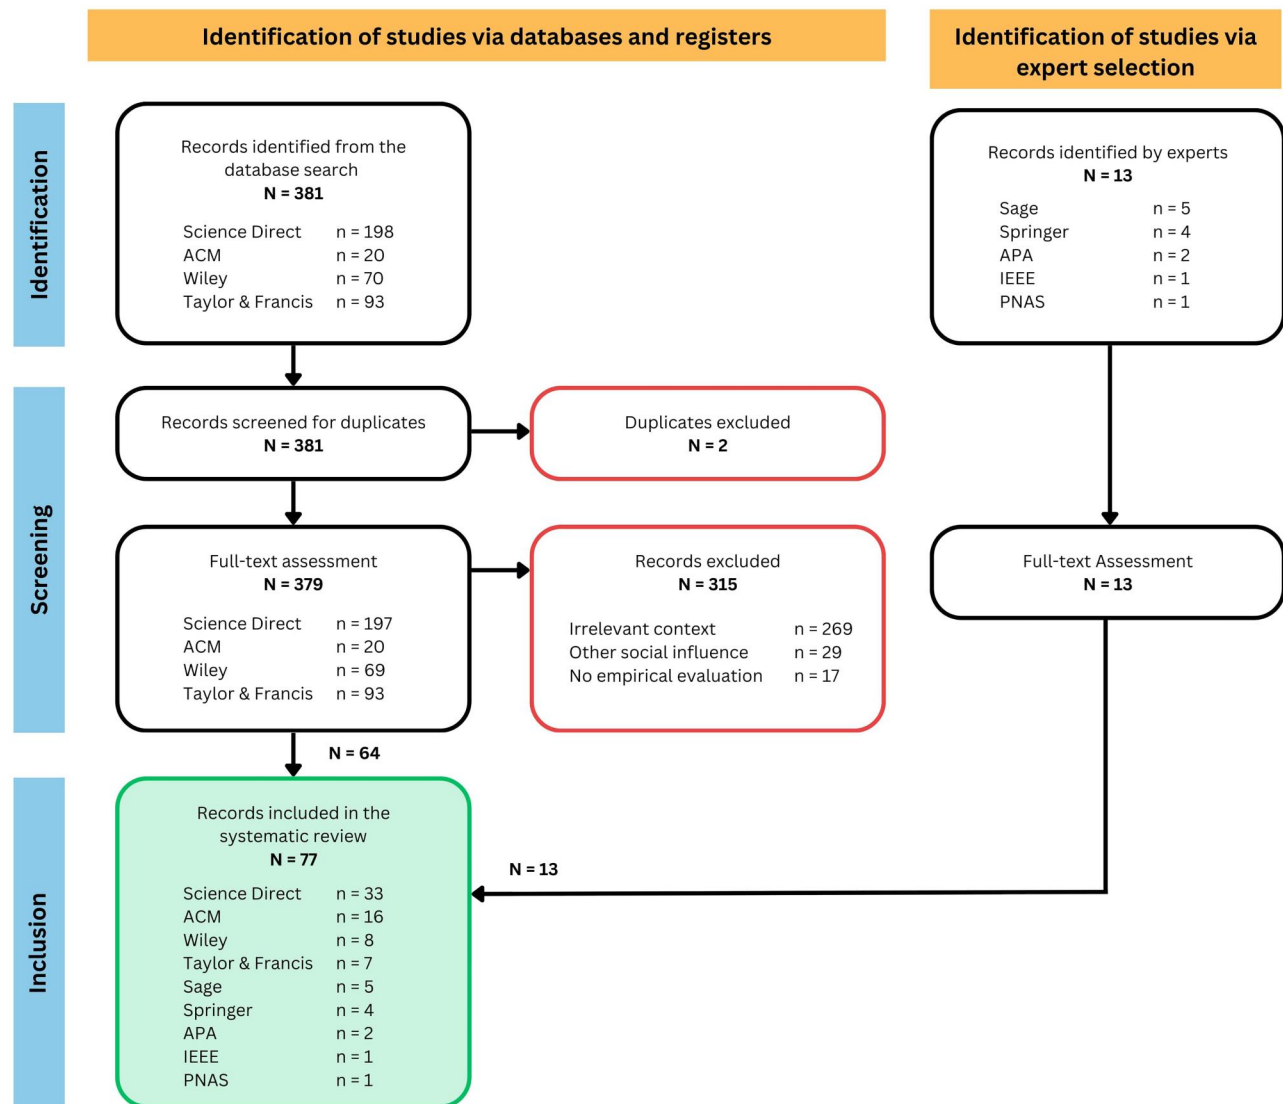 Identification of studies via databases and registers
Identification of studies via
expert selection
Identification
Records identified from the
database search
N = 381
Science Direct n = 198
ACM n = 20
Wiley n = 70
Taylor & Francis n = 93
Records identified by experts
N = 13
Sage n = 5
Springer n = 4
APA n = 2
IEEE n = 1
PNAS n = 1
Screening
Records screened for duplicates
N = 381
Duplicates excluded
N = 2
Full-text assessment
N = 379
Science Direct n = 197
ACM n = 20
Wiley n = 69
Taylor & Francis n = 93
Records excluded
N = 315
Irrelevant context n = 269
Other social influence n = 29
No empirical evaluation n = 17
Full-text Assessment
N = 13
N = 64
Inclusion
Records included in the
systematic review
N = 77
Science Direct n = 33
ACM n = 16
Wiley n = 8
Taylor & Francis n = 7
Sage n = 5
Springer n = 4
APA n = 2
IEEE n = 1
PNAS n = 1
N = 13